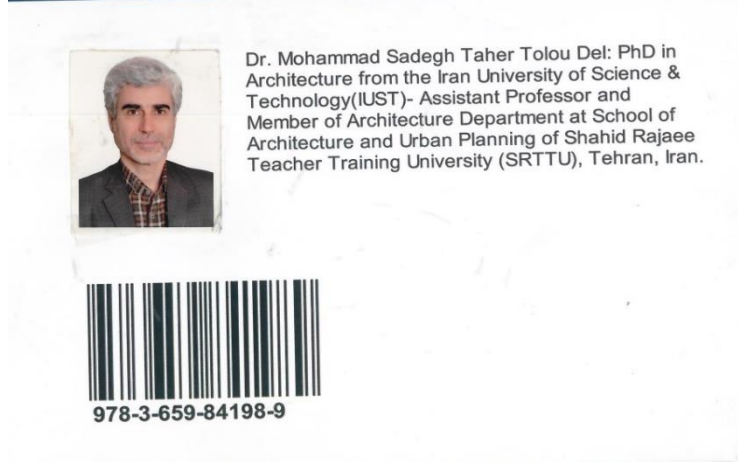 Dr. Mohammad Sadegh Taher Tolou Del: PhD in
Architecture from the Iran University of Science &
Technology(IUST)- Assistant Professor and
Member of Architecture Department at School of
Architecture and Urban Planning of Shahid Rajaee
Teacher Training University (SRTTU), Tehran, Iran.
978-3-659-84198-9